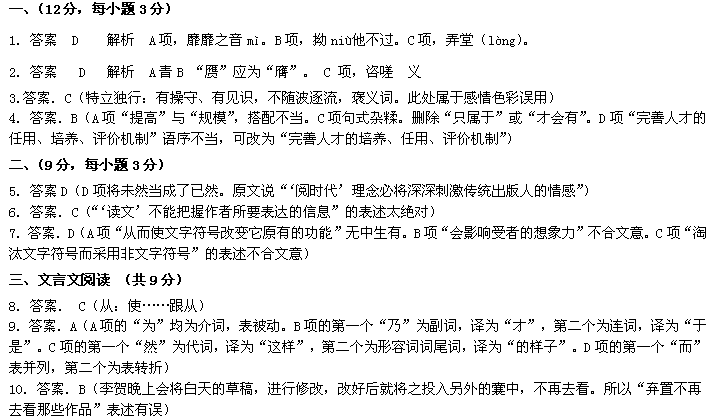 一、（12分，每小题3分）
1. 答案　D　　解析　A项，靡靡之音mǐ。B项，拗niù他不过。C项，弄堂（lòng）。
2. 答案　D　　解析　A青B “赝”应为“膺”。 C 项，咨嗟　义
3.答案．C（特立独行：有操守、有见识，不随波逐流，褒义词。此处属于感情色彩误用）
4. 答案．B（A项“提高”与“规模”，搭配不当。C项句式杂糅。删除“只属于”或“才会有”。D项“完善人才的
任用、培养、评价机制”语序不当，可改为“完善人才的培养、任用、评价机制”）
二、（9分，每小题3分）
5. 答案D（D项将未然当成了已然。原文说“‘阅时代’理念必将深深刺激传统出版人的情感”）
6. 答案．C（“‘读文’不能把握作者所要表达的信息”的表述太绝对）
7. 答案．D（A项“从而使文字符号改变它原有的功能”无中生有。B项“会影响受者的想象力”不合文意。C项“淘
汰文字符号而采用非文字符号”的表述不合文意）
三、文言文阅读 （共9分）
8. 答案． C（从：使……跟从）
9. 答案．A（A项的“为”均为介词，表被动。B项的第一个“乃”为副词，译为“才”，第二个为连词，译为“于
是”。C项的第一个“然”为代词，译为“这样”，第二个为形容词词尾词，译为“的样子”。D项的第一个“而”
表并列，第二个为表转折）
10. 答案．B（李贺晚上会将白天的草稿，进行修改，改好后就将之投入另外的囊中，不再去看。所以“弃置不再
去看那些作品”表述有误）